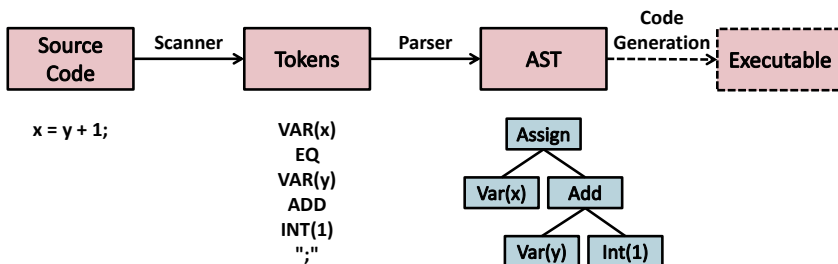 Source
Code
Scanner
Tokens
Parser
AST
Code
Generation
Executable
x = y + 1;
VAR(x)
EQ
VAR(y)
ADD
INT(1)
";"
Assign
Var(x)
Add
Var(y)
Int(1)